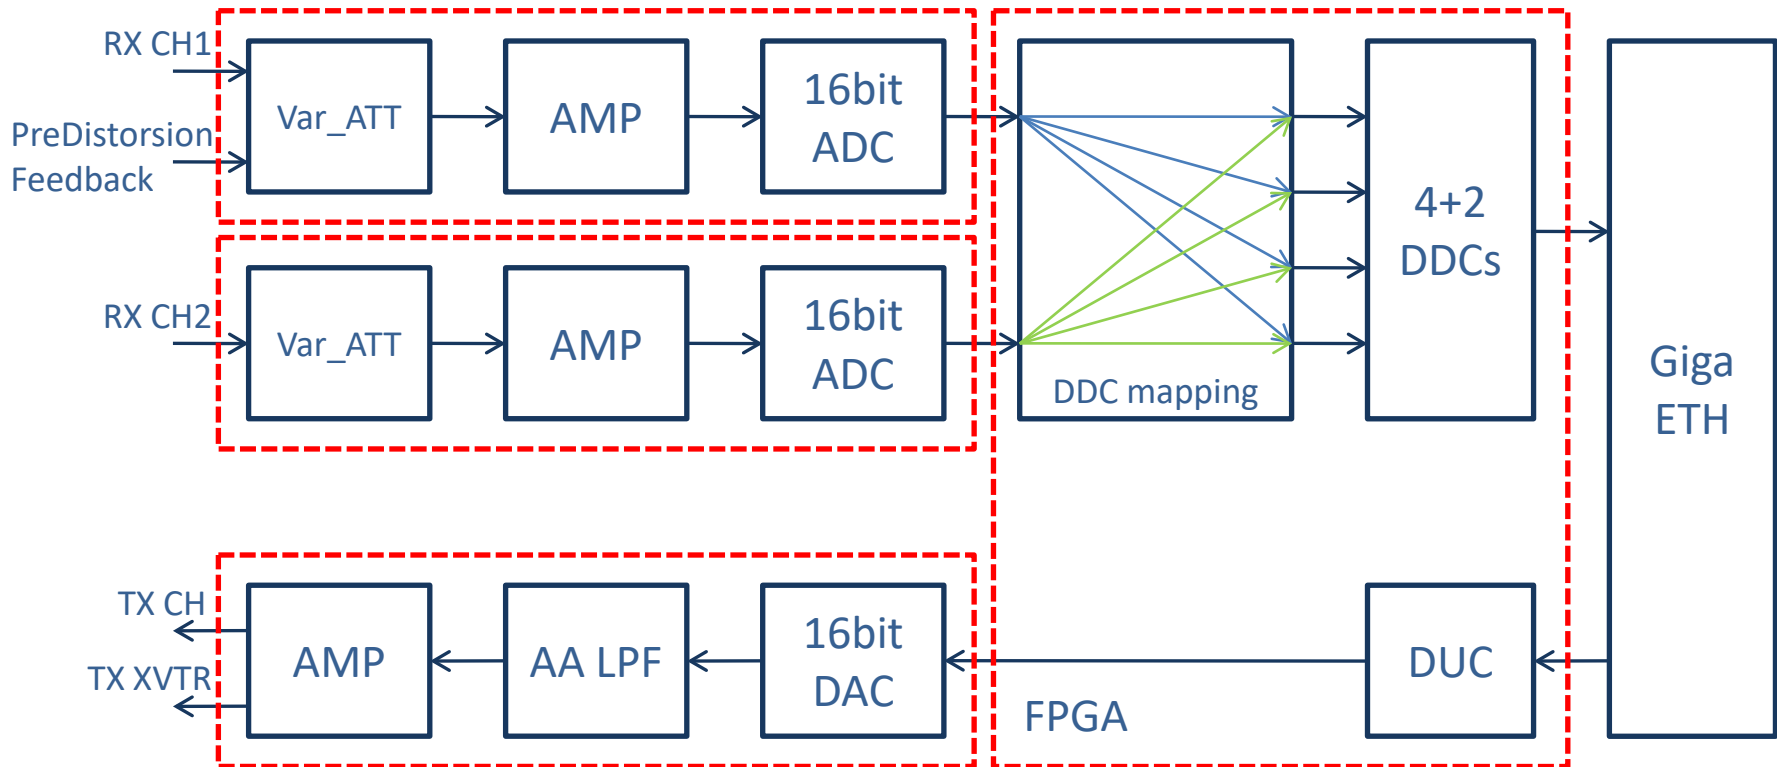 RX CH1
PreDistorsion
Feedback
Var_ATT
AMP
16bit
ADC
4+2
DDCs
RX CH2
Var_ATT
AMP
16bit
ADC
DDC mapping
Giga
ETH
TX CH
TX XVTR
AMP
AA LPF
16bit
DAC
FPGA
DUC